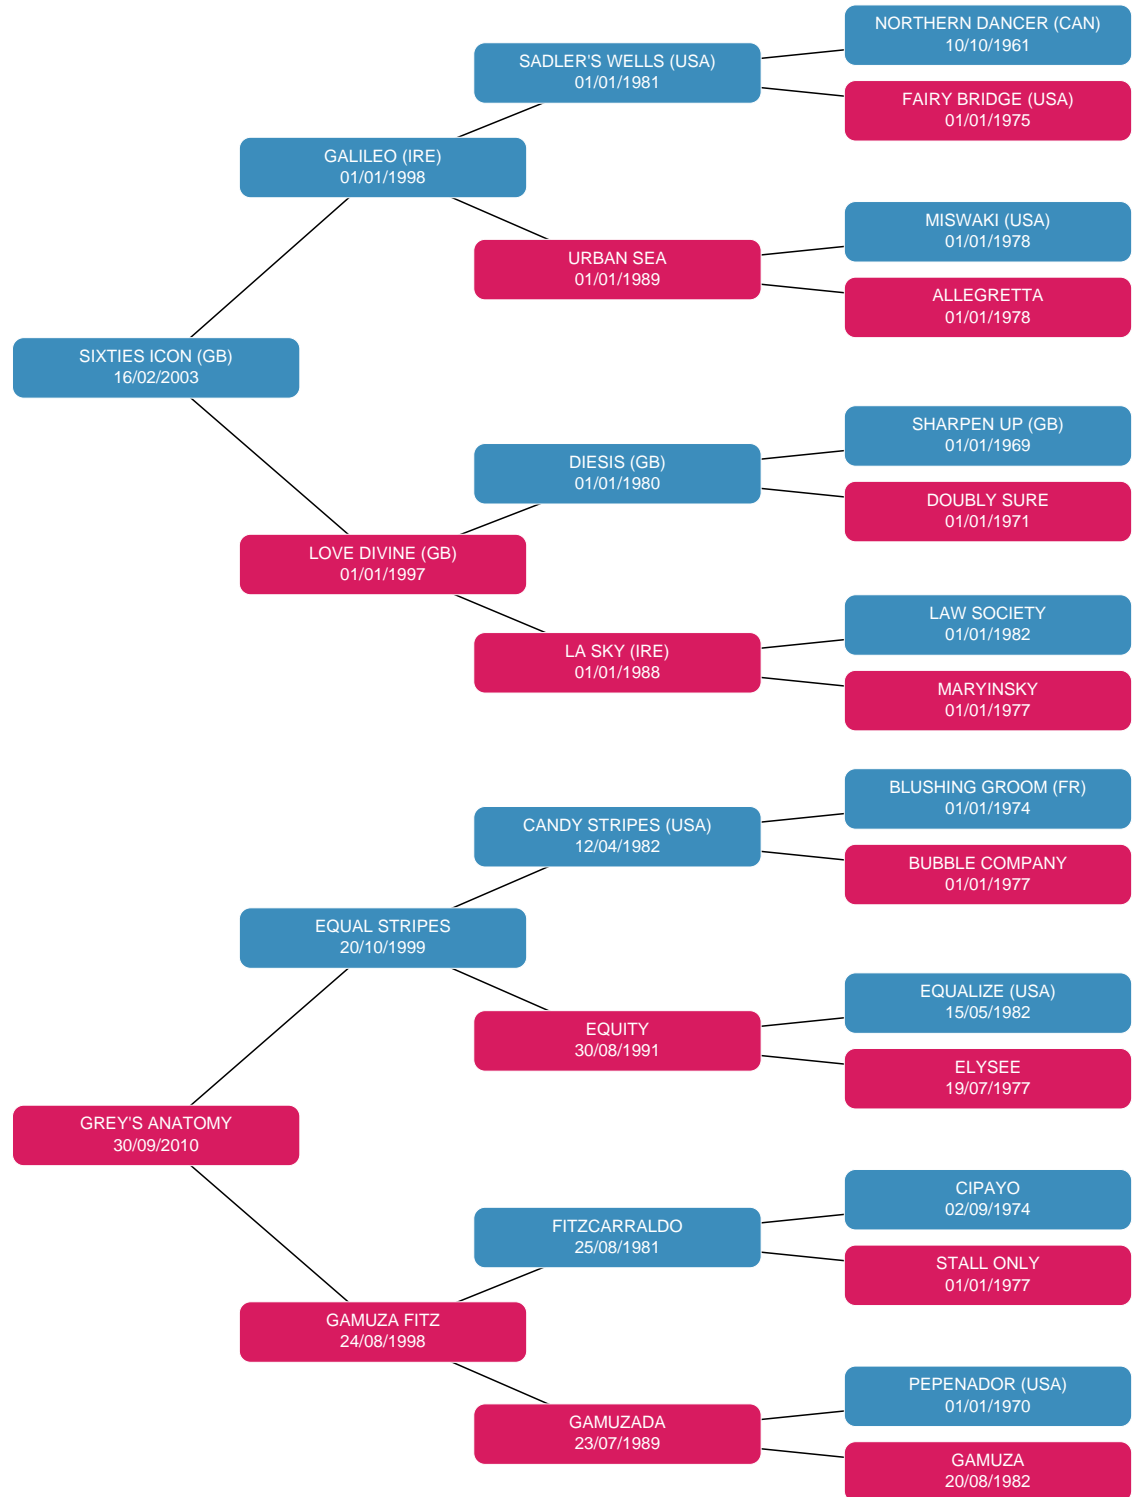 NORTHERN DANCER (CAN)
10/10/1961
SADLER'S WELLS (USA)
01/01/1981
FAIRY BRIDGE (USA)
01/01/1975
GALILEO (IRE)
01/01/1998
MISWAKI (USA)
01/01/1978
URBAN SEA
01/01/1989
ALLEGRETTA
01/01/1978
SIXTIES ICON (GB)
16/02/2003
SHARPEN UP (GB)
01/01/1969
DIESIS (GB)
01/01/1980
DOUBLY SURE
01/01/1971
LOVE DIVINE (GB)
01/01/1997
LAW SOCIETY
01/01/1982
LA SKY (IRE)
01/01/1988
MARYINSKY
01/01/1977
BLUSHING GROOM (FR)
01/01/1974
CANDY STRIPES (USA)
12/04/1982
BUBBLE COMPANY
01/01/1977
EQUAL STRIPES
20/10/1999
EQUALIZE (USA)
15/05/1982
EQUITY
30/08/1991
ELYSEE
19/07/1977
GREY'S ANATOMY
30/09/2010
CIPAYO
02/09/1974
FITZCARRALDO
25/08/1981
STALL ONLY
01/01/1977
GAMUZA FITZ
24/08/1998
PEPENADOR (USA)
01/01/1970
GAMUZADA
23/07/1989
GAMUZA
20/08/1982